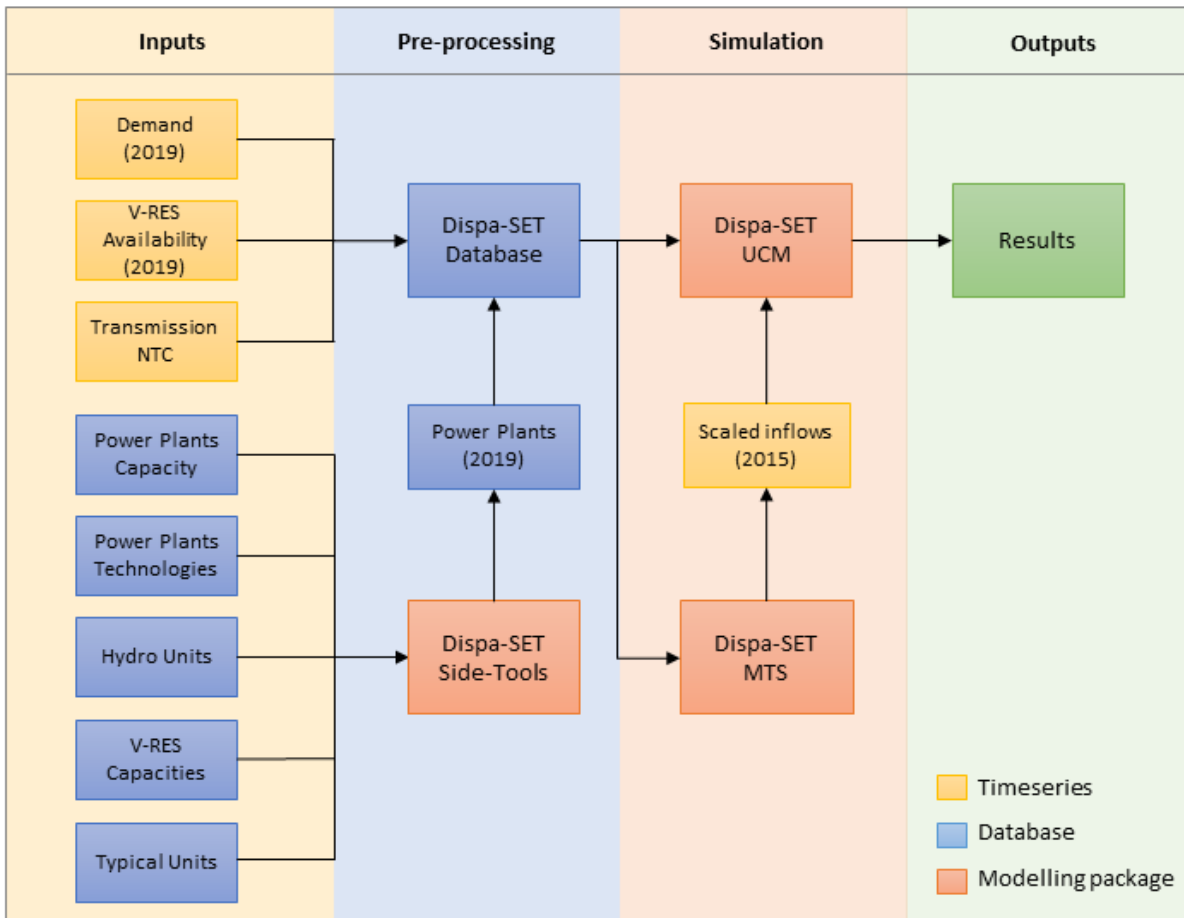 Inputs
Pre-processing
Simulation
Outputs
Demand
(2019)
V-RES
Availability
(2019)
Transmission
NTC
Power Plants
Capacity
Power Plants
Technologies
Hydro Units
V-RES
Capacities
Typical Units
Dispa-SET
Database
Power Plants
(2019)
Dispa-SET
Side-Tools
Dispa-SET
UCM
Scaled inflows
(2015)
Dispa-SET
MTS
Results
Timeseries
Database
Modelling package